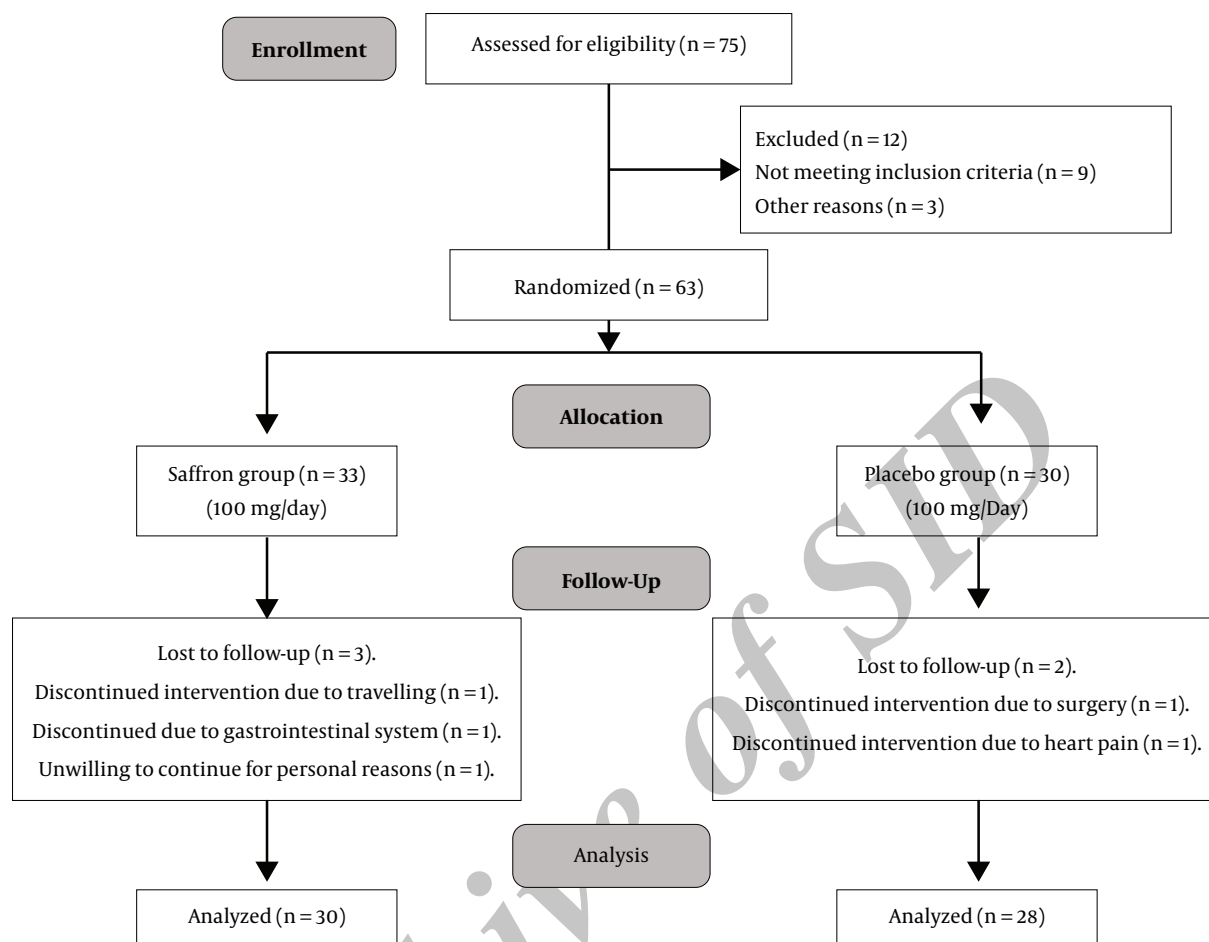 Enrollment
Assessed for eligibility (n = 75)
Excluded (n = 12)
Not meeting inclusion criteria (n = 9)
Other reasons (n = 3)
Randomized (n = 63)
Allocation
Saffron group (n = 33)
(100 mg/day)
Placebo group (n = 30)
(100 mg/Day)
Follow-Up
Lost to follow-up (n = 3).
Discontinued intervention due to travelling (n = 1).
Discontinued due to gastrointestinal system (n = 1).
Unwilling to continue for personal reasons (n = 1).
Lost to follow-up (n = 2).
Discontinued intervention due to surgery (n = 1).
Discontinued intervention due to heart pain (n = 1).
Analysis
Analyzed (n = 30)
Analyzed (n = 28)
of SID